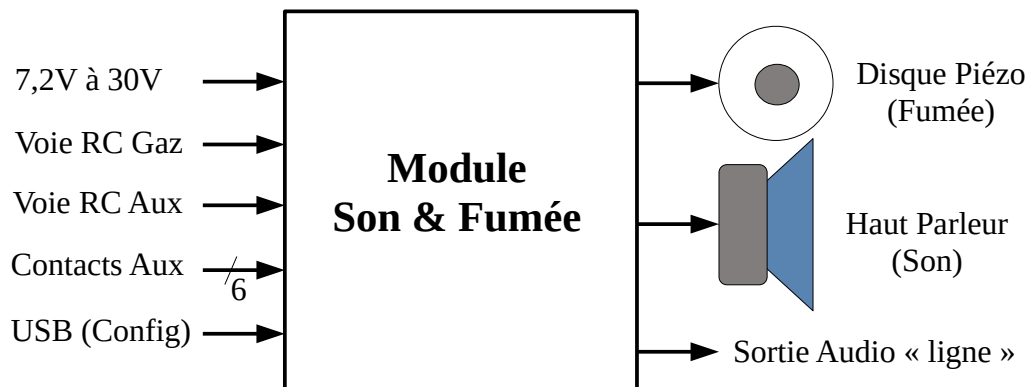 7,2V à 30V
Voie RC Gaz
Voie RC Aux
Contacts Aux
6
USB (Config)
Module
Son & Fumée
Disque Piézo
(Fumée)
Haut Parleur
(Son)
Sortie Audio « ligne »